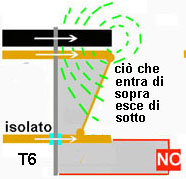 ciò che
entra di
sopra
esce di
sotto
isolato
T6
NO